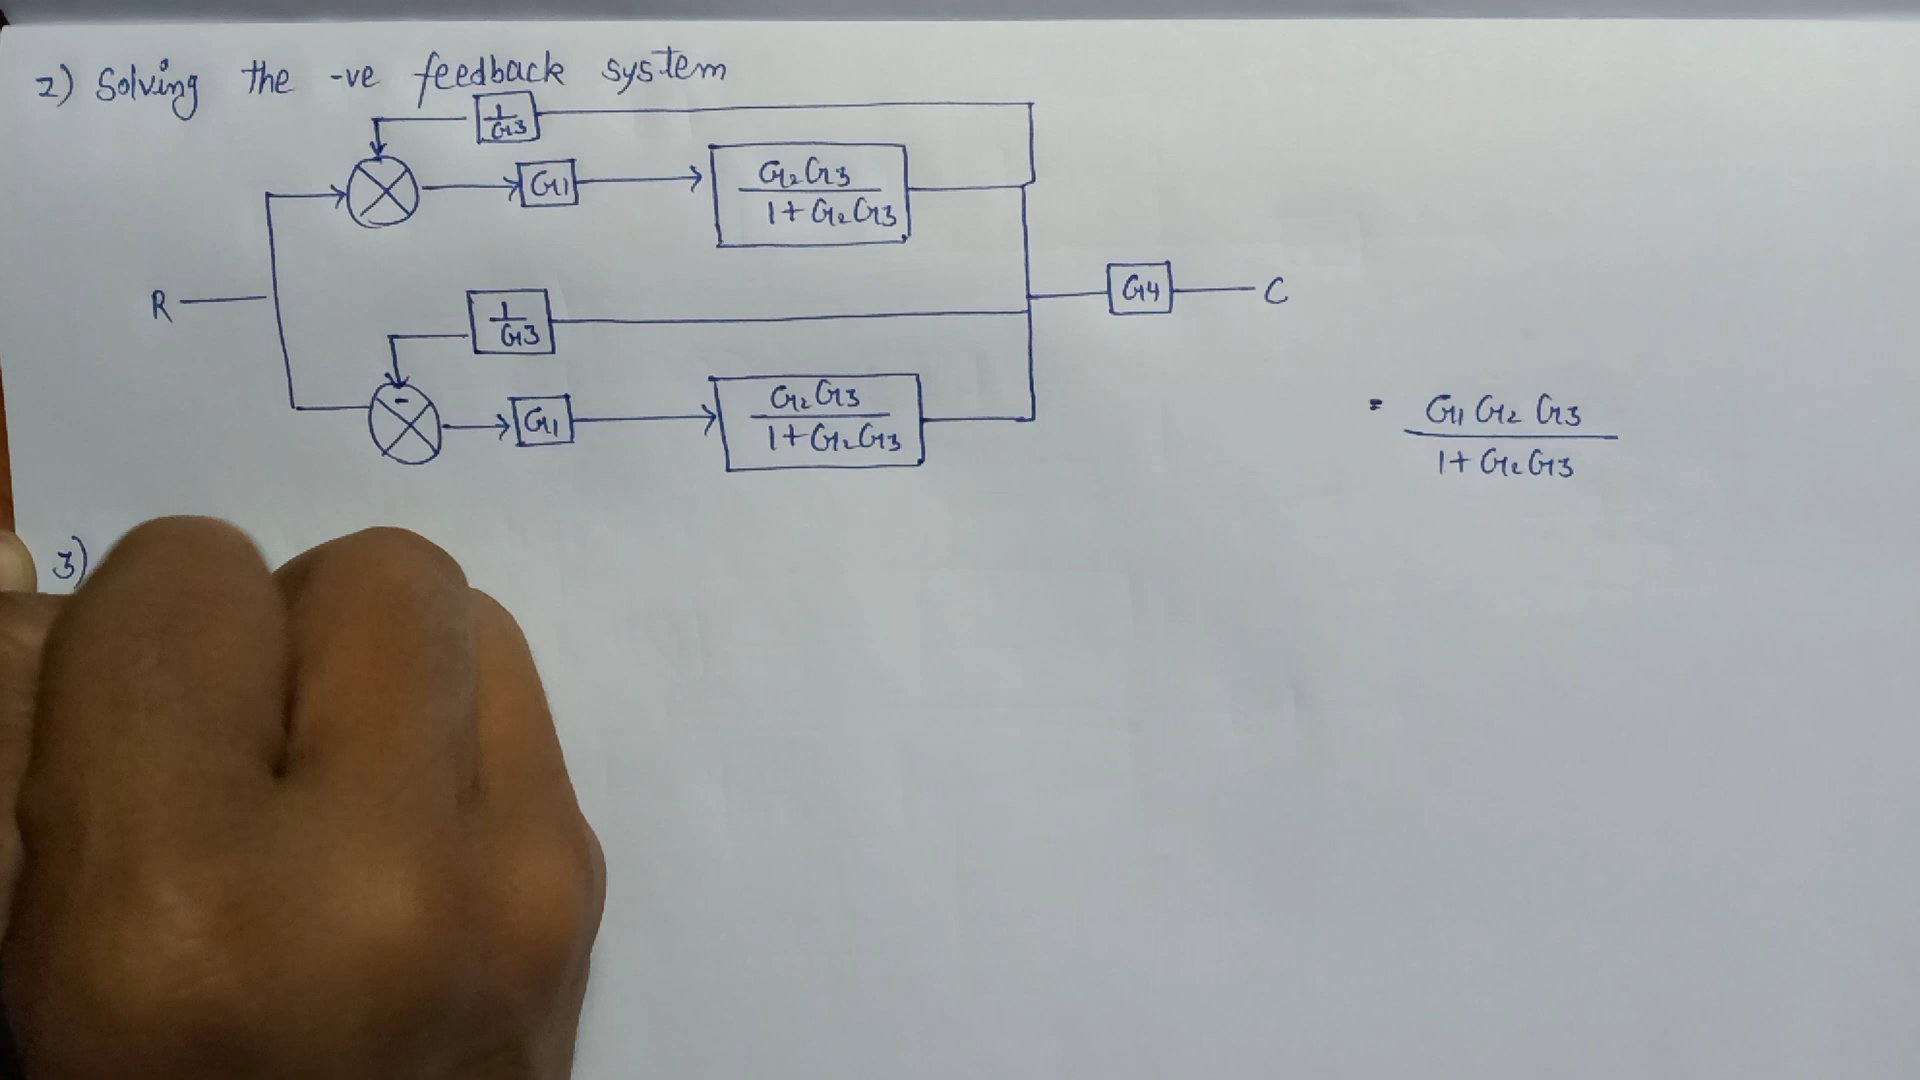 2) Solving the -ve feedback system
1/G3
G1
G2G3
1+G2G3
R
1/G3
G4
C
-
G1
G2G3
1+G2G3
= G1G2G3
1+G2G3
3)